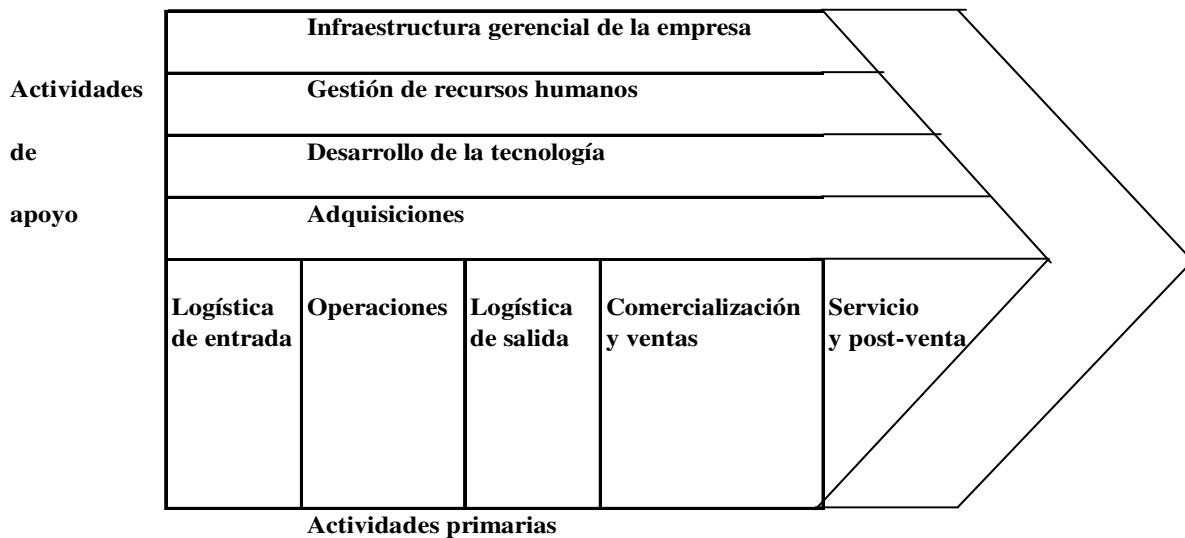 Infraestructura gerencial de la empresa
Actividades
Gestión de recursos humanos
de
Desarrollo de la tecnología
apoyo
Adquisiciones
Logística
de entrada
Operaciones
Logística
de salida
Comercialización
y ventas
Servicio
y post-venta
Actividades primarias